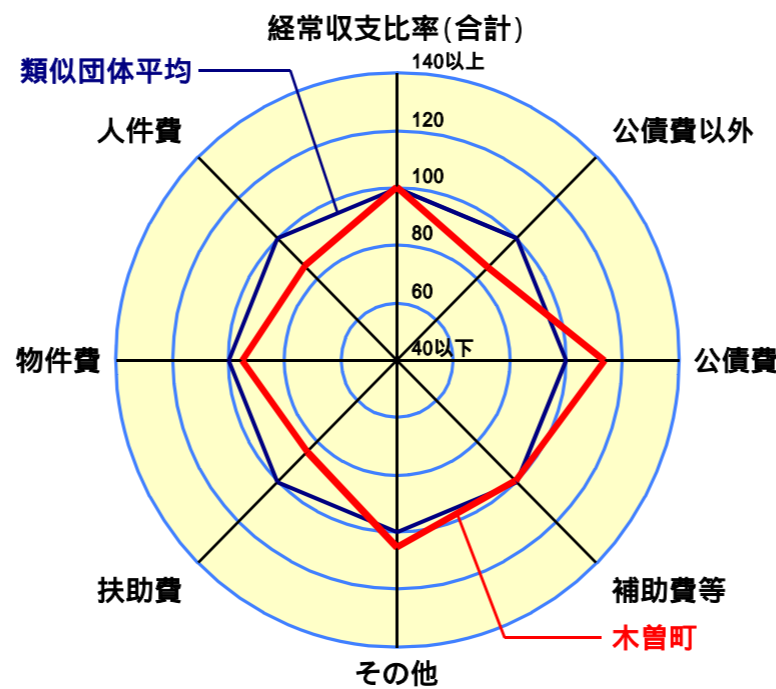 経常収支比率(合計)
140以上
類似団体平均
人件費
120
公債費以外
100
80
60
40以下
物件費
公債費
扶助費
補助費等
木曽町
その他